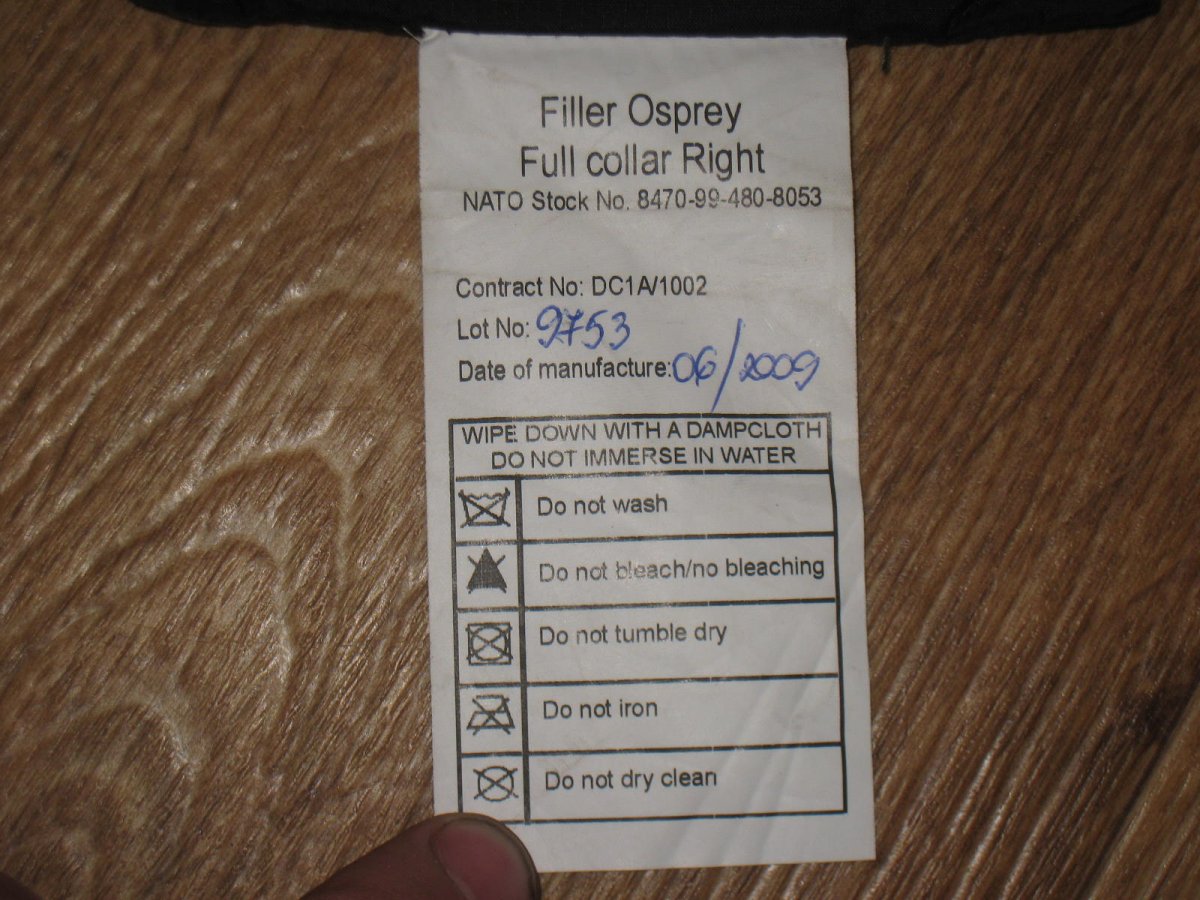 Filler Osprey
Full collar Right
NATO Stock No. 8470-99-480-8053
Contract No: DC1A/1002
Lot No: 9753
Date of manufacture: 06/2009
WIPE DOWN WITH A DAMPCLOTH
DO NOT IMMERSE IN WATER
Do not wash
Do not bleach/no bleaching
Do not tumble dry
Do not iron
Do not dry clean